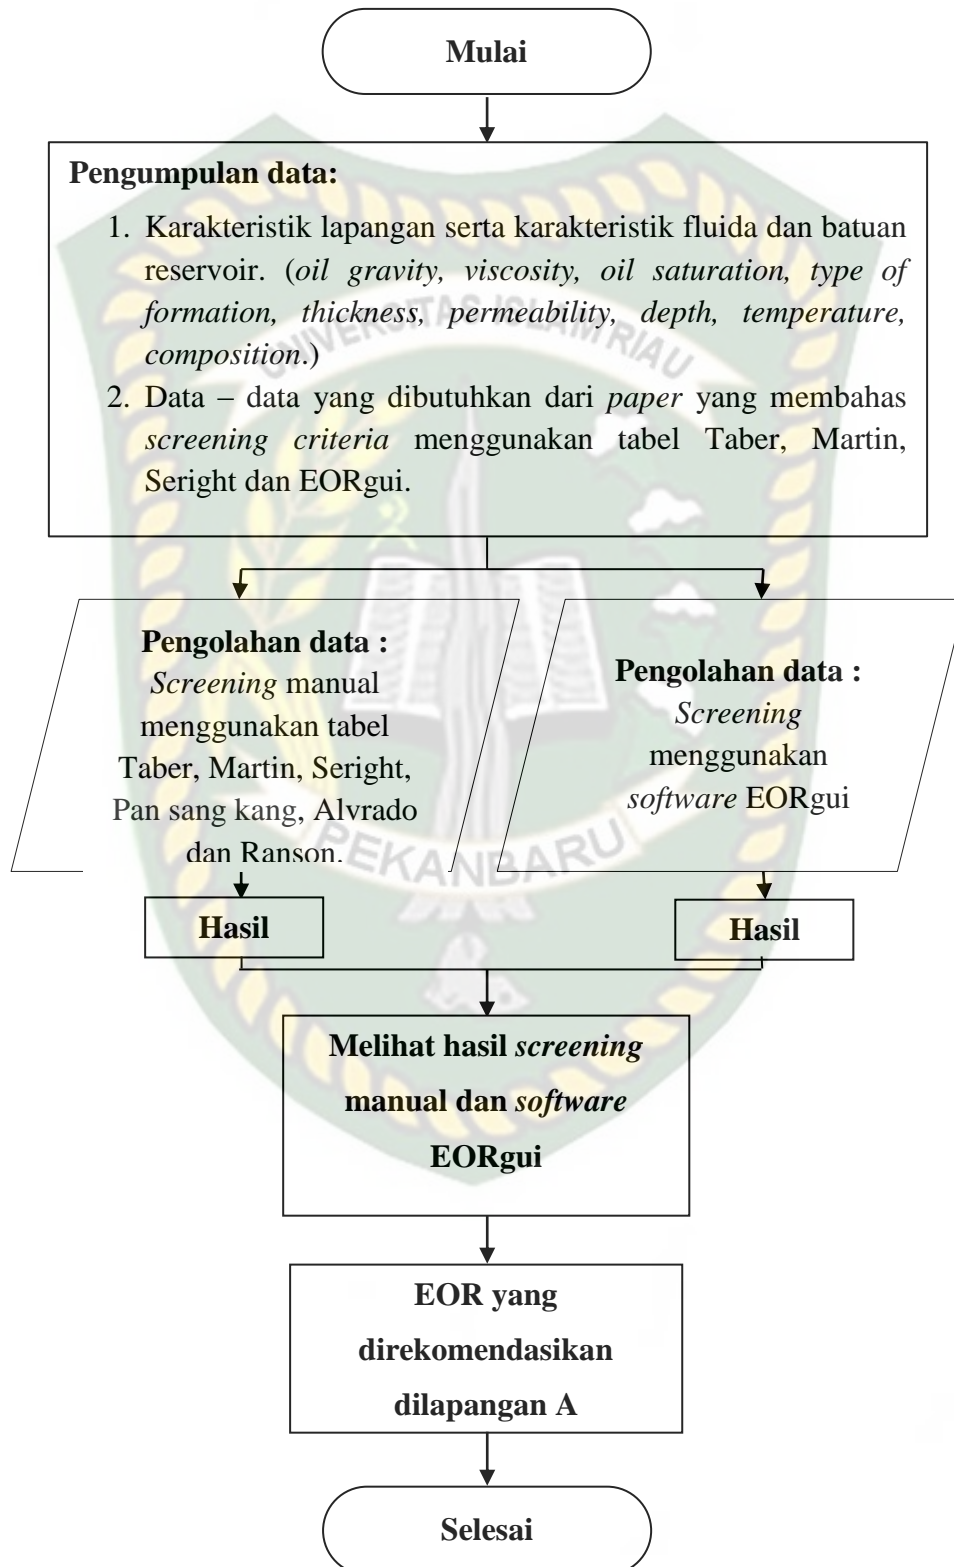 Mulai
Pengumpulan data:
1. Karakteristik lapangan serta karakteristik fluida dan batuan
reservoir. (oil gravity, viscosity, oil saturation, type of
formation, thickness, permeability, depth, temperature,
composition.)
2. Data – data yang dibutuhkan dari paper yang membahas
screening criteria menggunakan tabel Taber, Martin,
Seright dan EORgui.
UNIVERSITAS ISLAM RIAU
Pengolahan data :
Screening manual
menggunakan tabel
Taber, Martin, Seright,
Pan sang kang, Alvrado
dan Ranson.
Pengolahan data :
Screening
menggunakan
software EORgui
PEKANBARU
Hasil
Hasil
Melihat hasil screening
manual dan software
EORgui
EOR yang
direkomendasikan
dilapangan A
Selesai